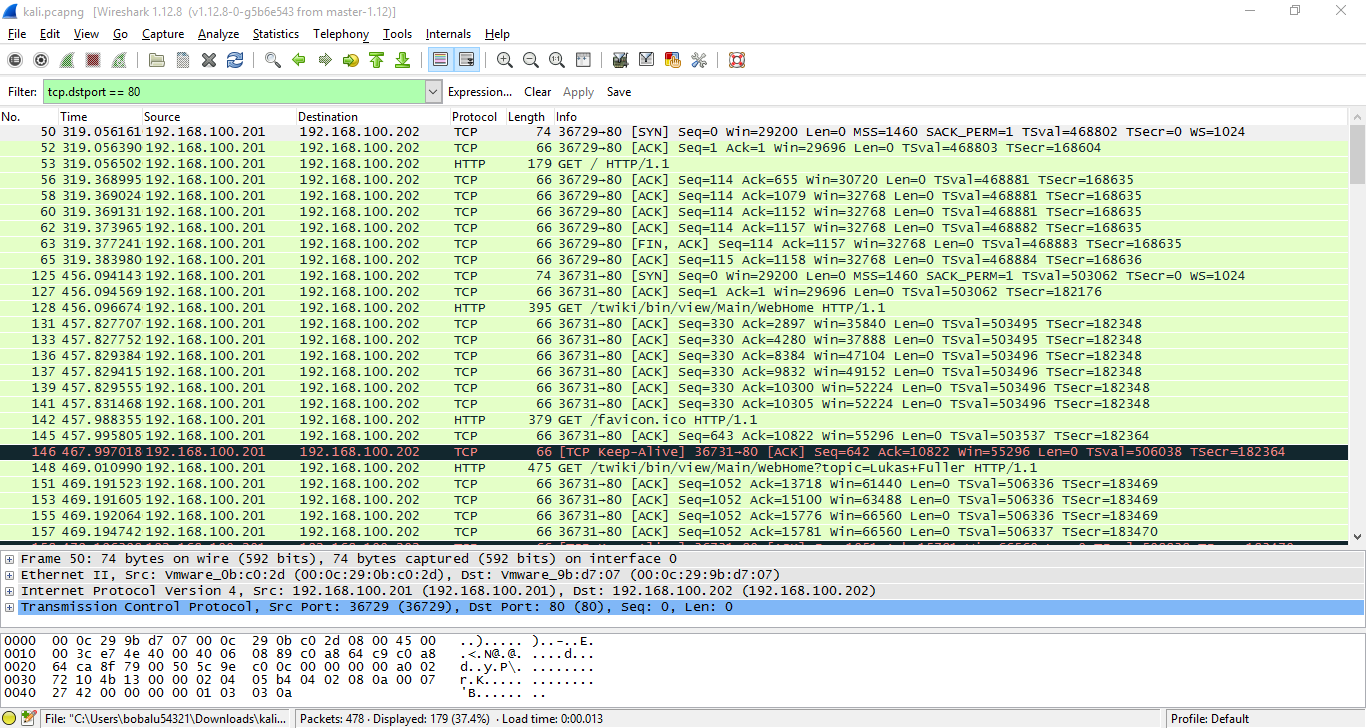 kali.pcapng [Wireshark 1.12.8 (v1.12.8-0-g5b6e543 from master-1.12)]
File Edit View Go Capture Analyze Statistics Telephony Tools Internals Help
Filter: tcp.dstport == 80 Expression... Clear Apply Save
No. Time Source Destination Protocol Length Info
50 319.056161 192.168.100.201 192.168.100.202 TCP 74 36729→80 [SYN] Seq=0 Win=29200 Len=0 MSS=1460 SACK_PERM=1 TSval=468802 TSecr=0 WS=1024
52 319.056390 192.168.100.201 192.168.100.202 TCP 66 36729→80 [ACK] Seq=1 Ack=1 Win=29696 Len=0 TSval=468803 TSecr=168604
53 319.056502 192.168.100.201 192.168.100.202 HTTP 179 GET / HTTP/1.1
56 319.368995 192.168.100.201 192.168.100.202 TCP 66 36729→80 [ACK] Seq=114 Ack=655 Win=30720 Len=0 TSval=468881 TSecr=168635
58 319.369024 192.168.100.201 192.168.100.202 TCP 66 36729→80 [ACK] Seq=114 Ack=1079 Win=32768 Len=0 TSval=468881 TSecr=168635
60 319.369131 192.168.100.201 192.168.100.202 TCP 66 36729→80 [ACK] Seq=114 Ack=1152 Win=32768 Len=0 TSval=468881 TSecr=168635
62 319.373965 192.168.100.201 192.168.100.202 TCP 66 36729→80 [ACK] Seq=114 Ack=1157 Win=32768 Len=0 TSval=468882 TSecr=168635
63 319.377241 192.168.100.201 192.168.100.202 TCP 66 36729→80 [FIN, ACK] Seq=114 Ack=1157 Win=32768 Len=0 TSval=468883 TSecr=168635
65 319.383980 192.168.100.201 192.168.100.202 TCP 66 36729→80 [ACK] Seq=115 Ack=1158 Win=32768 Len=0 TSval=468884 TSecr=168636
125 456.094143 192.168.100.201 192.168.100.202 TCP 74 36731→80 [SYN] Seq=0 Win=29200 Len=0 MSS=1460 SACK_PERM=1 TSval=503062 TSecr=0 WS=1024
127 456.094569 192.168.100.201 192.168.100.202 TCP 66 36731→80 [ACK] Seq=1 Ack=1 Win=29696 Len=0 TSval=503062 TSecr=182176
128 456.096674 192.168.100.201 192.168.100.202 HTTP 395 GET /twiki/bin/view/Main/WebHome HTTP/1.1
131 457.827707 192.168.100.201 192.168.100.202 TCP 66 36731→80 [ACK] Seq=330 Ack=2897 Win=35840 Len=0 TSval=503495 TSecr=182348
133 457.827752 192.168.100.201 192.168.100.202 TCP 66 36731→80 [ACK] Seq=330 Ack=4280 Win=37888 Len=0 TSval=503495 TSecr=182348
136 457.829384 192.168.100.201 192.168.100.202 TCP 66 36731→80 [ACK] Seq=330 Ack=8384 Win=47104 Len=0 TSval=503496 TSecr=182348
137 457.829415 192.168.100.201 192.168.100.202 TCP 66 36731→80 [ACK] Seq=330 Ack=9832 Win=49152 Len=0 TSval=503496 TSecr=182348
139 457.829555 192.168.100.201 192.168.100.202 TCP 66 36731→80 [ACK] Seq=330 Ack=10300 Win=52224 Len=0 TSval=503496 TSecr=182348
141 457.831468 192.168.100.201 192.168.100.202 TCP 66 36731→80 [ACK] Seq=330 Ack=10305 Win=52224 Len=0 TSval=503496 TSecr=182348
142 457.988355 192.168.100.201 192.168.100.202 HTTP 379 GET /favicon.ico HTTP/1.1
145 457.995805 192.168.100.201 192.168.100.202 TCP 66 36731→80 [ACK] Seq=643 Ack=10822 Win=55296 Len=0 TSval=503537 TSecr=182364
146 467.997018 192.168.100.201 192.168.100.202 TCP 66 [TCP Keep-Alive] 36731→80 [ACK] Seq=642 Ack=10822 Win=55296 Len=0 TSval=506038 TSecr=182364
148 469.010990 192.168.100.201 192.168.100.202 HTTP 475 GET /twiki/bin/view/Main/WebHome?topic=Lukas+Fuller HTTP/1.1
151 469.191523 192.168.100.201 192.168.100.202 TCP 66 36731→80 [ACK] Seq=1052 Ack=13718 Win=61440 Len=0 TSval=506336 TSecr=183469
153 469.191605 192.168.100.201 192.168.100.202 TCP 66 36731→80 [ACK] Seq=1052 Ack=15100 Win=63488 Len=0 TSval=506336 TSecr=183469
155 469.192064 192.168.100.201 192.168.100.202 TCP 66 36731→80 [ACK] Seq=1052 Ack=15776 Win=66560 Len=0 TSval=506336 TSecr=183469
157 469.194742 192.168.100.201 192.168.100.202 TCP 66 36731→80 [ACK] Seq=1052 Ack=15781 Win=66560 Len=0 TSval=506337 TSecr=183470
Frame 50: 74 bytes on wire (592 bits), 74 bytes captured (592 bits) on interface 0
Ethernet II, Src: Vmware_0b:c0:2d (00:0c:29:0b:c0:2d), Dst: Vmware_9b:d7:07 (00:0c:29:9b:d7:07)
Internet Protocol Version 4, Src: 192.168.100.201 (192.168.100.201), Dst: 192.168.100.202 (192.168.100.202)
Transmission Control Protocol, Src Port: 36729 (36729), Dst Port: 80 (80), Seq: 0, Len: 0
0000 00 0c 29 9b d7 07 00 0c 29 0b c0 2d 08 00 45 00 ..)..... )..-..E.
0010 00 3c e7 4e 40 00 40 06 08 89 c0 a8 64 c9 c0 a8 .<.N@.@. ....d...
0020 64 ca 8f 79 00 50 5c 9e c0 0c 00 00 00 00 a0 02 d..y.P\. ........
0030 72 10 4b 13 00 00 02 04 05 b4 04 02 08 0a 00 07 r.K..... ........
0040 27 42 00 00 00 00 01 03 03 0a 'B...... ..
File: "C:\Users\bobalu54321\Downloads\kali... Packets: 478 · Displayed: 179 (37.4%) · Load time: 0:00.013 Profile: Default